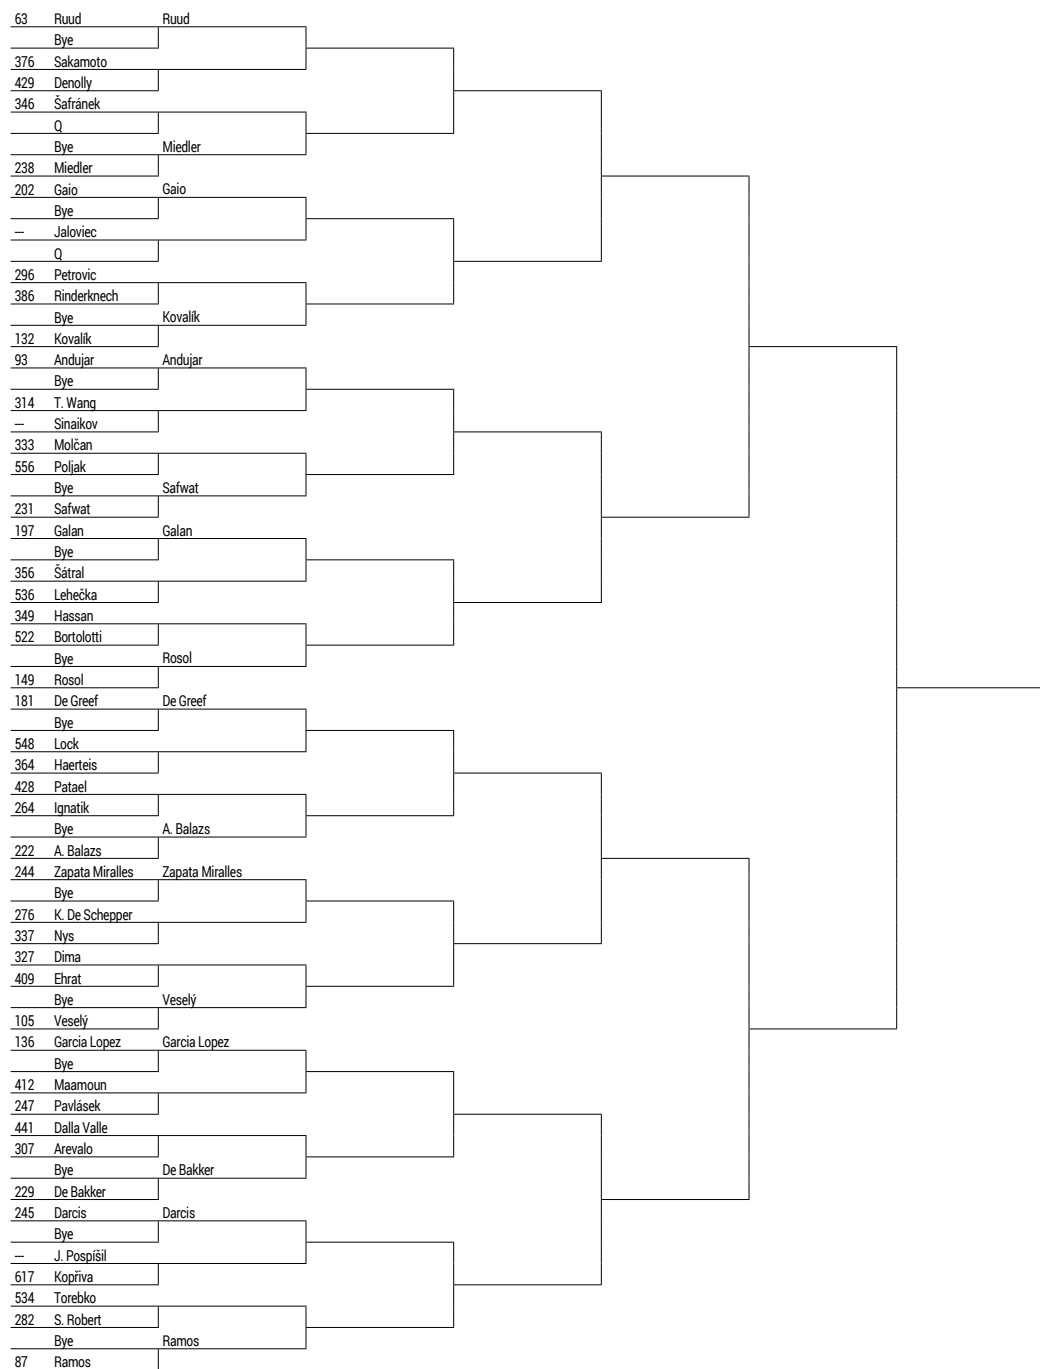 63 Ruud Ruud
Bye
376 Sakamoto
429 Denolly
346 Šafránek
Q
Bye Miedler
238 Miedler
202 Gaio Gaio
Bye
--- Jaloviec
Q
296 Petrovic
386 Rinderknech
Bye Kovalík
132 Kovalík
93 Andujar Andujar
Bye
314 T. Wang
--- Sinaikov
333 Molčan
556 Poljak
Bye Safwat
231 Safwat
197 Galan Galan
Bye
356 Šátral
536 Lehečka
349 Hassan
522 Bortolotti
Bye Rosol
149 Rosol
181 De Greef De Greef
Bye
548 Lock
364 Haerteis
428 Patael
264 Ignatik
Bye A. Balazs
222 A. Balazs
244 Zapata Miralles Zapata Miralles
Bye
276 K. De Schepper
337 Nys
327 Dima
409 Ehrat
Bye Veselý
105 Veselý
136 Garcia Lopez Garcia Lopez
Bye
412 Maamoun
247 Pavlásek
441 Dalla Valle
307 Arevalo
Bye De Bakker
229 De Bakker
245 Darcis Darcis
Bye
--- J. Pospíšil
617 Kopřiva
534 Torebko
282 S. Robert
Bye Ramos
87 Ramos